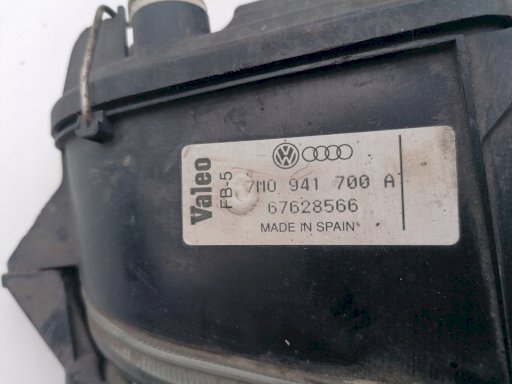 Valeo
FB-5
7M0 941 700 A
67628566
MADE IN SPAIN